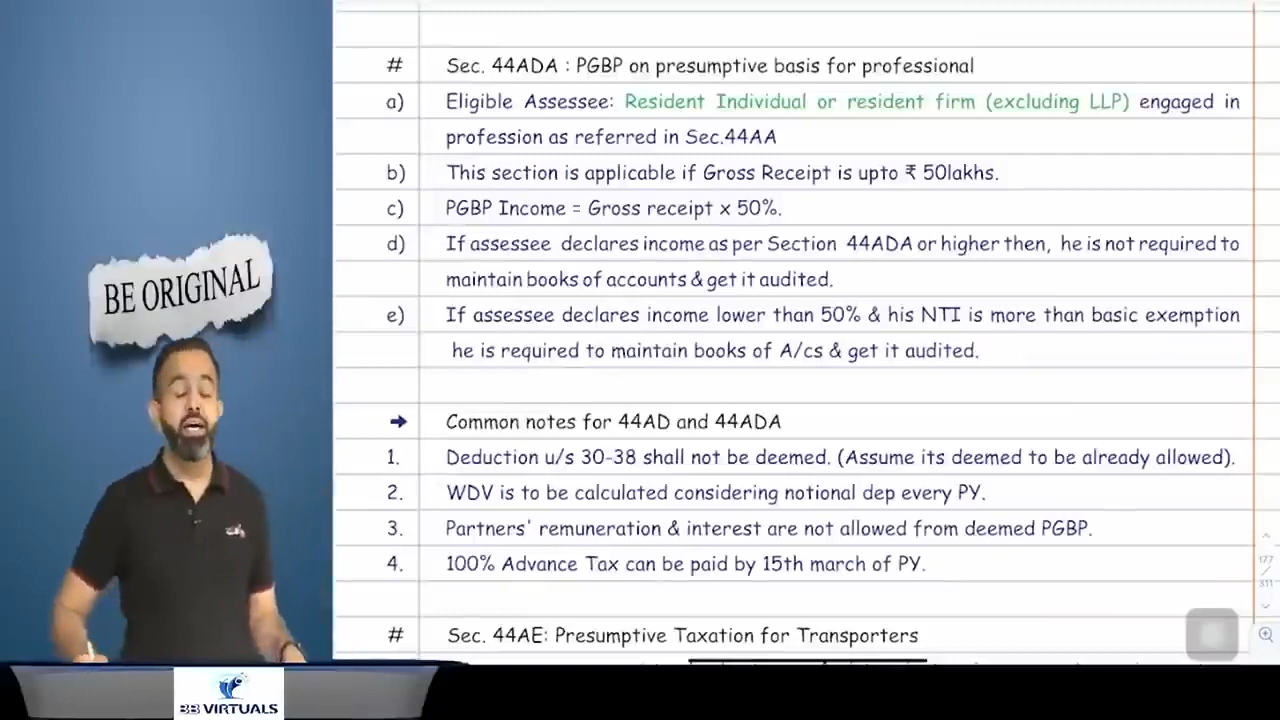 BE ORIGINAL
BB VIRTUALS
# Sec. 44ADA : PGBP on presumptive basis for professional
a) Eligible Assessee: Resident Individual or resident firm (excluding LLP) engaged in
profession as referred in Sec.44AA
b) This section is applicable if Gross Receipt is upto ₹ 50lakhs.
c) PGBP Income = Gross receipt x 50%.
d) If assessee declares income as per Section 44ADA or higher then, he is not required to
maintain books of accounts & get it audited.
e) If assessee declares income lower than 50% & his NTI is more than basic exemption
he is required to maintain books of A/cs & get it audited.
➔ Common notes for 44AD and 44ADA
1. Deduction u/s 30-38 shall not be deemed. (Assume its deemed to be already allowed).
2. WDV is to be calculated considering notional dep every PY.
3. Partners' remuneration & interest are not allowed from deemed PGBP.
4. 100% Advance Tax can be paid by 15th march of PY.
# Sec. 44AE: Presumptive Taxation for Transporters
177
/
311